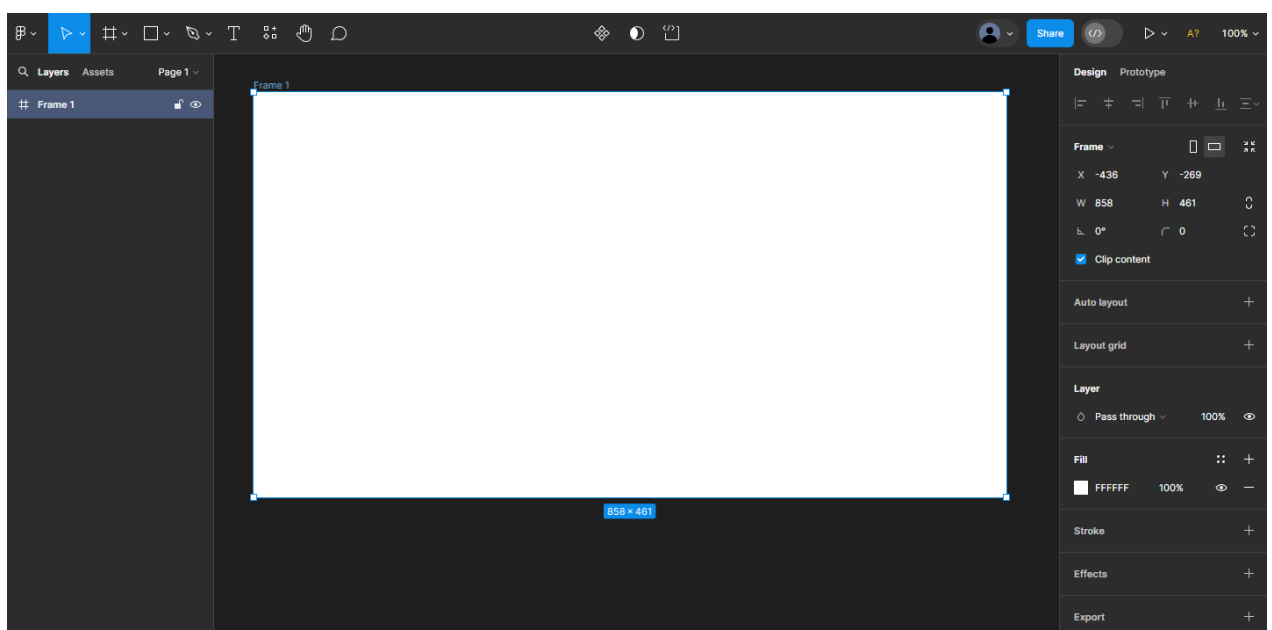 Share
A?
100%
Layers Assets Page 1
Frame 1
Frame 1
858 × 461
Design Prototype
Frame
X -436 Y -269
W 858 H 461
0° 0
Clip content
Auto layout
Layout grid
Layer
Pass through 100%
Fill
FFFFFF 100%
Stroke
Effects
Export